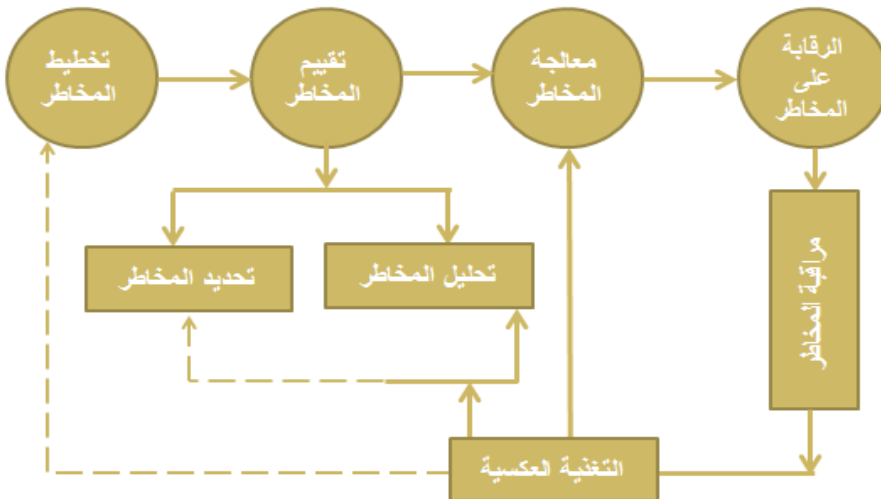 تخطيط
المخاطر
تقييم
المخاطر
معالجة
المخاطر
الرقابة
على
المخاطر
تحديد المخاطر
تحليل المخاطر
مراقبة المخاطر
التغذية العكسية